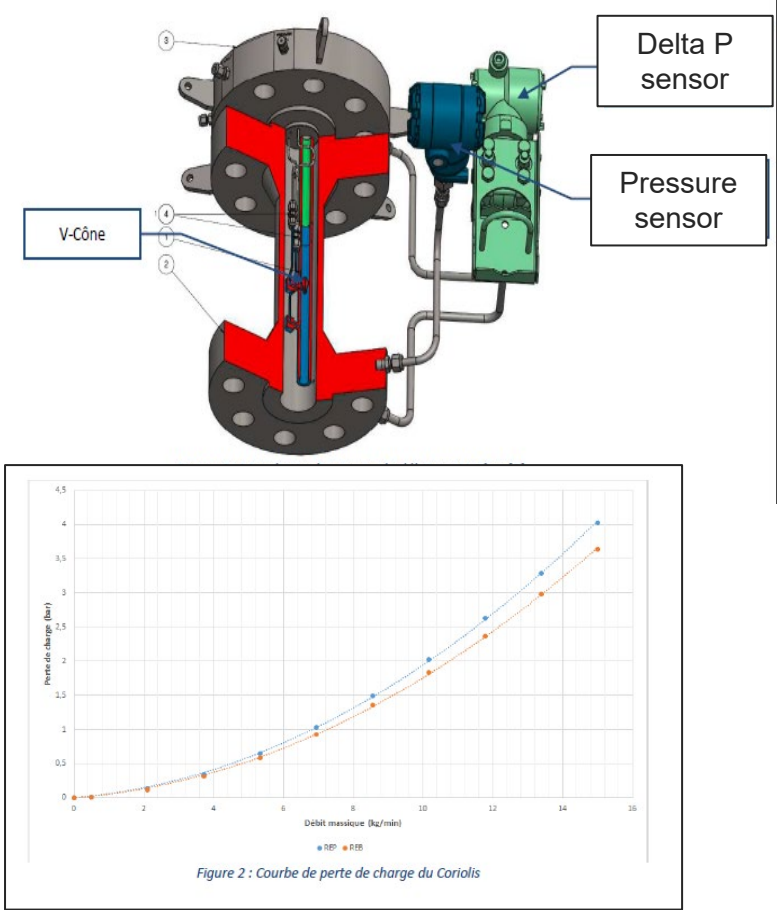 3
Delta P
sensor
Pressure
sensor
4
V-Cône
1
2
4,5
4
3,5
3
2,5
2
1,5
1
0,5
0
Perte de charge (bar)
0 2 4 6 8 10 12 14 16
Débit massique (kg/min)
REP REB
Figure 2 : Courbe de perte de charge du Coriolis